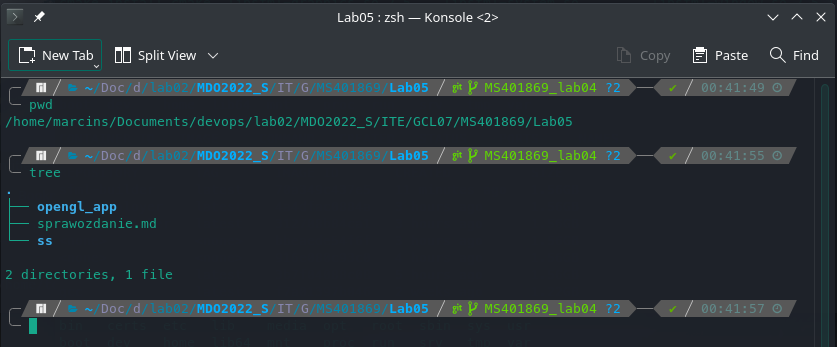 Lab05 : zsh — Konsole <2>
New Tab Split View Copy Paste Find
~/Doc/d/lab02/MDO2022_S/IT/G/MS401869/Lab05 git MS401869_lab04 ?2 ✔ 00:41:49
pwd
/home/marcins/Documents/devops/lab02/MDO2022_S/ITE/GCL07/MS401869/Lab05
~/Doc/d/lab02/MDO2022_S/IT/G/MS401869/Lab05 git MS401869_lab04 ?2 ✔ 00:41:55
tree
.
├── opengl_app
├── sprawozdanie.md
└── ss
2 directories, 1 file
~/Doc/d/lab02/MDO2022_S/IT/G/MS401869/Lab05 git MS401869_lab04 ?2 ✔ 00:41:57